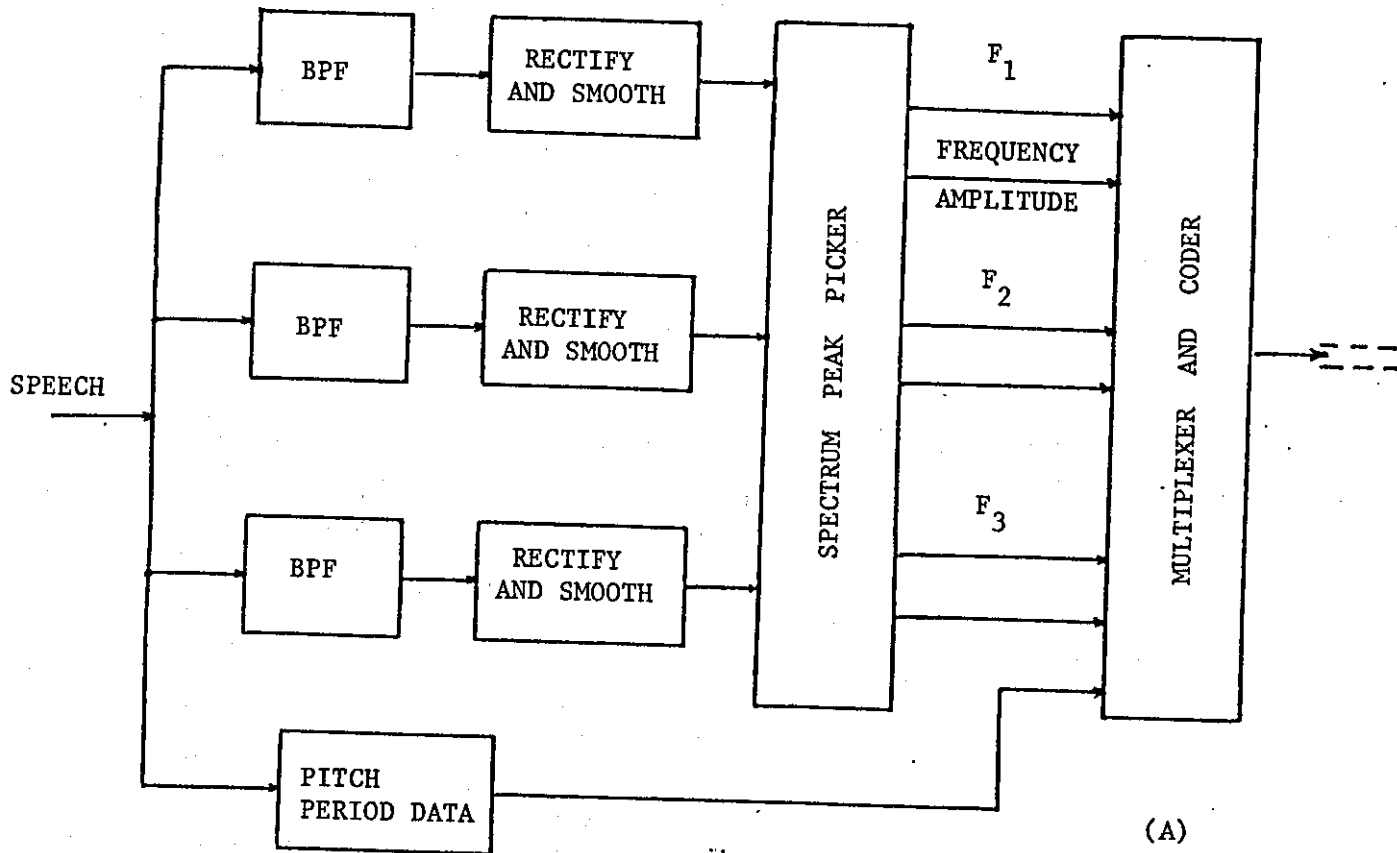 BPF
RECTIFY
AND SMOOTH
F1
FREQUENCY
AMPLITUDE
BPF
RECTIFY
AND SMOOTH
F2
SPEECH
BPF
RECTIFY
AND SMOOTH
F3
SPECTRUM PEAK PICKER
MULTIPLEXER AND CODER
PITCH
PERIOD DATA
(A)